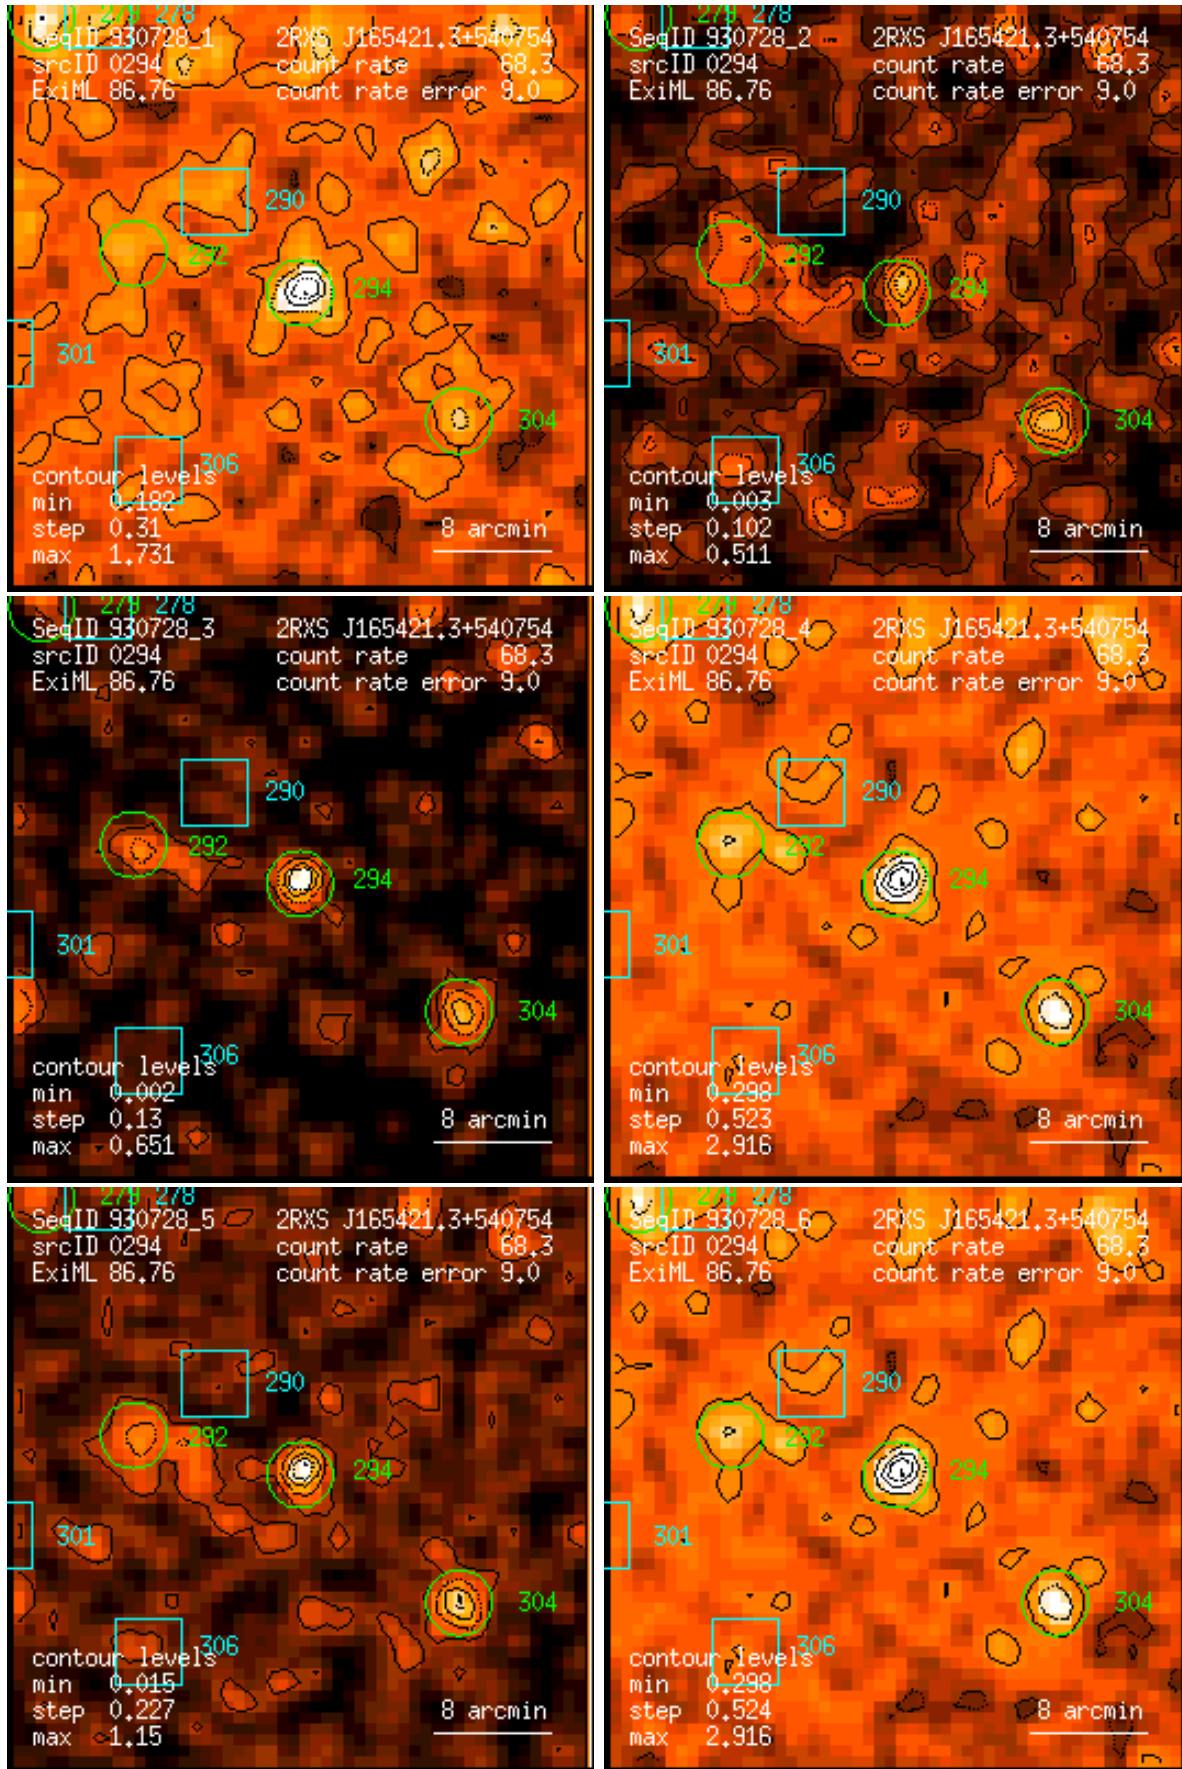 279 278
SeqID 930728_1 2RXS J165421.3+540754
srcID 0294 count rate 68.3
ExiML 86.76 count rate error 9.0
290
292
294
301
304
306
contour levels
min 0.182
step 0.31
max 1.731
8 arcmin
279 278
SeqID 930728_2 2RXS J165421.3+540754
srcID 0294 count rate 68.3
ExiML 86.76 count rate error 9.0
290
292
294
301
304
306
contour levels
min 0.003
step 0.102
max 0.511
8 arcmin
279 278
SeqID 930728_3 2RXS J165421.3+540754
srcID 0294 count rate 68.3
ExiML 86.76 count rate error 9.0
290
292
294
301
304
306
contour levels
min 0.002
step 0.13
max 0.651
8 arcmin
279 278
SeqID 930728_4 2RXS J165421.3+540754
srcID 0294 count rate 68.3
ExiML 86.76 count rate error 9.0
290
292
294
301
304
306
contour levels
min 0.298
step 0.523
max 2.916
8 arcmin
279 278
SeqID 930728_5 2RXS J165421.3+540754
srcID 0294 count rate 68.3
ExiML 86.76 count rate error 9.0
290
292
294
301
304
306
contour levels
min 0.015
step 0.227
max 1.15
8 arcmin
279 278
SeqID 930728_6 2RXS J165421.3+540754
srcID 0294 count rate 68.3
ExiML 86.76 count rate error 9.0
290
292
294
301
304
306
contour levels
min 0.298
step 0.524
max 2.916
8 arcmin